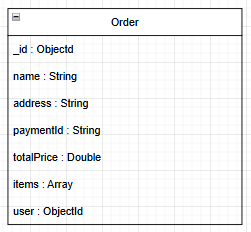 Order
_id : ObjectId
name : String
address : String
paymentId : String
totalPrice : Double
items : Array
user : ObjectId